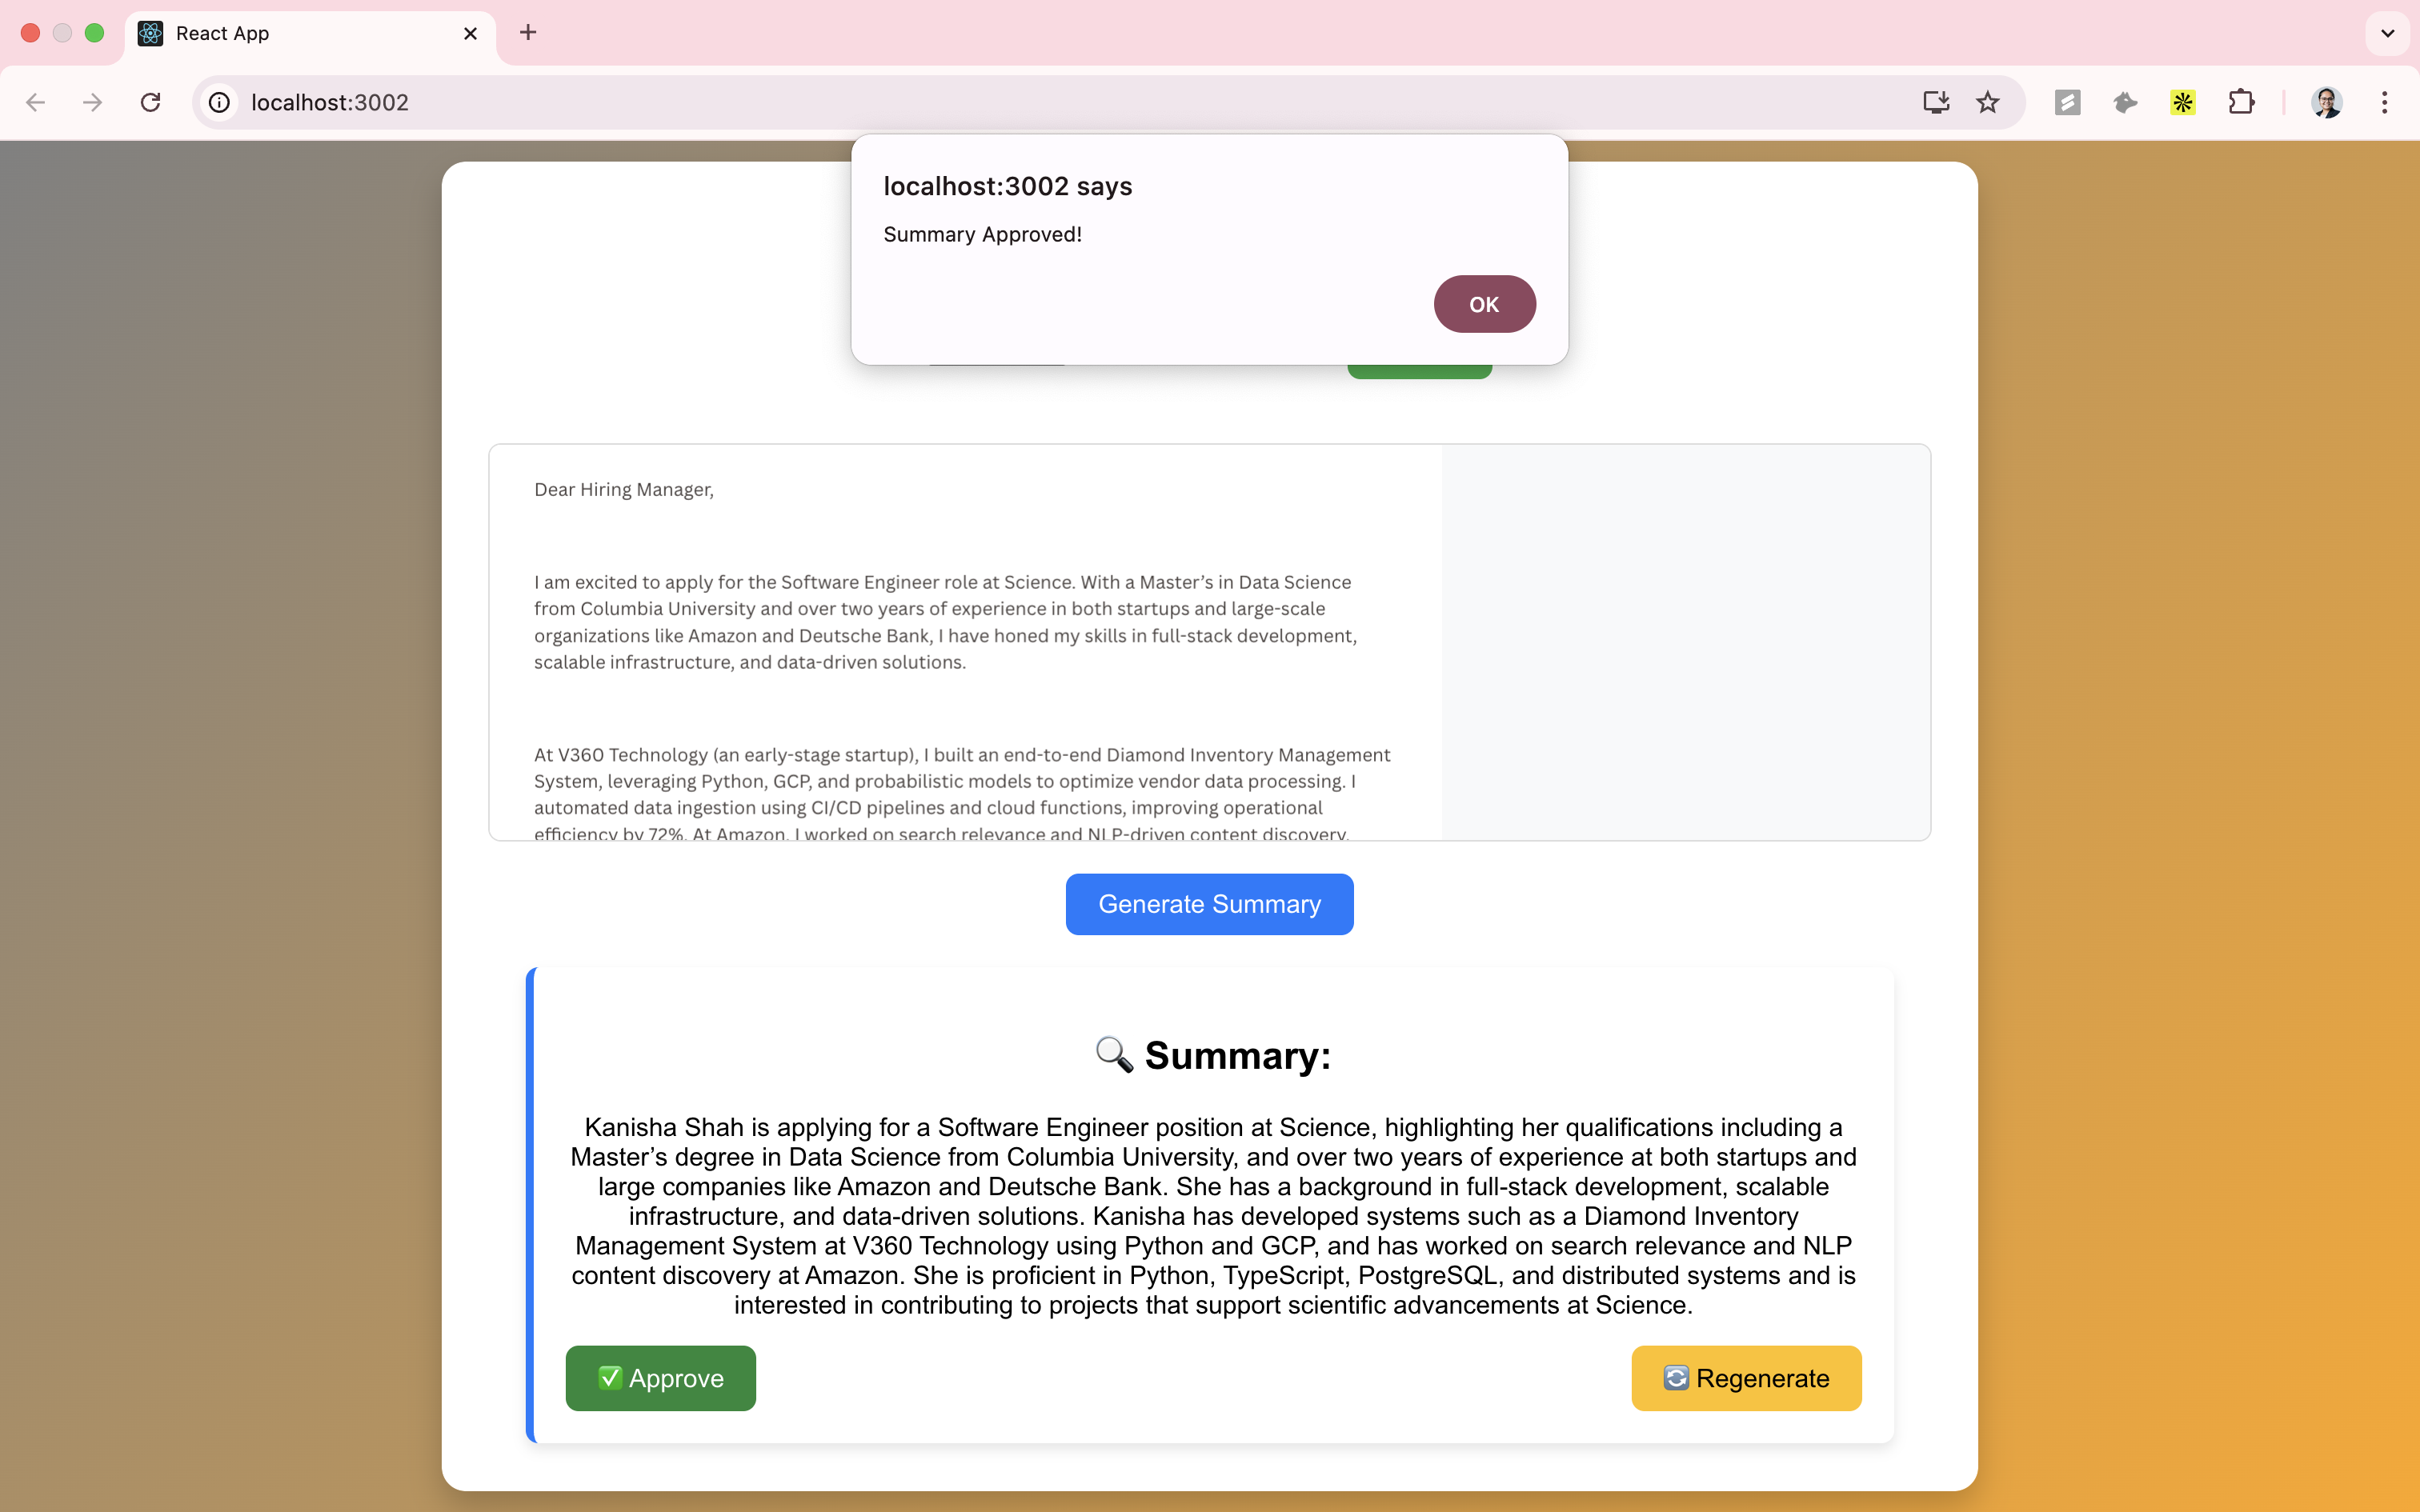 React App
localhost:3002
localhost:3002 says
Summary Approved!
OK
Dear Hiring Manager,
I am excited to apply for the Software Engineer role at Science. With a Master’s in Data Science
from Columbia University and over two years of experience in both startups and large-scale
organizations like Amazon and Deutsche Bank, I have honed my skills in full-stack development,
scalable infrastructure, and data-driven solutions.
At V360 Technology (an early-stage startup), I built an end-to-end Diamond Inventory Management
System, leveraging Python, GCP, and probabilistic models to optimize vendor data processing. I
automated data ingestion using CI/CD pipelines and cloud functions, improving operational
efficiency by 72%. At Amazon, I worked on search relevance and NLP-driven content discovery,
Generate Summary
🔍 Summary:
Kanisha Shah is applying for a Software Engineer position at Science, highlighting her qualifications including a
Master’s degree in Data Science from Columbia University, and over two years of experience at both startups and
large companies like Amazon and Deutsche Bank. She has a background in full-stack development, scalable
infrastructure, and data-driven solutions. Kanisha has developed systems such as a Diamond Inventory
Management System at V360 Technology using Python and GCP, and has worked on search relevance and NLP
content discovery at Amazon. She is proficient in Python, TypeScript, PostgreSQL, and distributed systems and is
interested in contributing to projects that support scientific advancements at Science.
✅ Approve
🔄 Regenerate